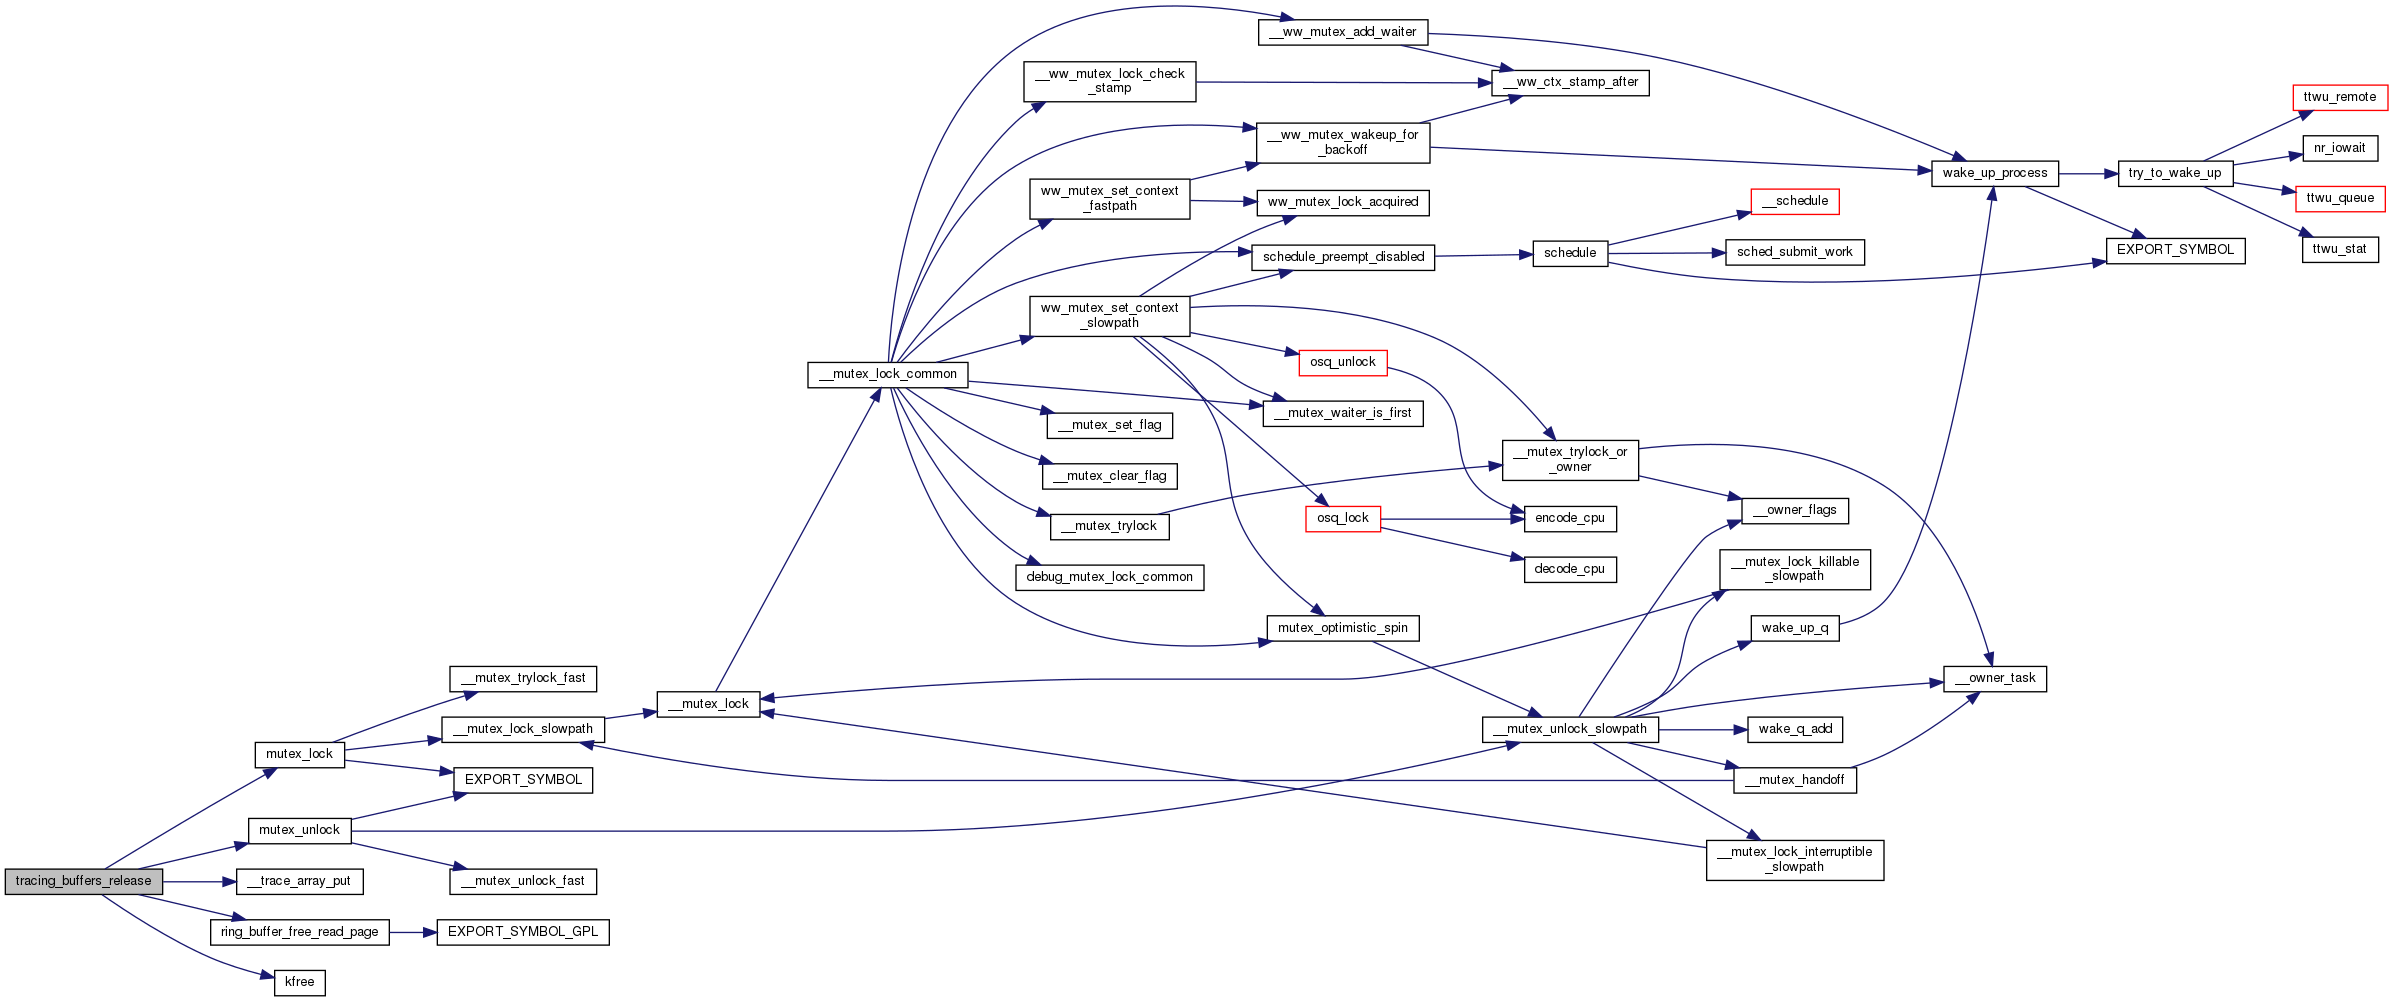 __ww_mutex_add_waiter
__ww_mutex_lock_check
_stamp
__ww_ctx_stamp_after
ttwu_remote
__ww_mutex_wakeup_for
_backoff
nr_iowait
wake_up_process
try_to_wake_up
ww_mutex_set_context
_fastpath
ww_mutex_lock_acquired
__schedule
ttwu_queue
schedule_preempt_disabled
schedule
sched_submit_work
EXPORT_SYMBOL
ttwu_stat
ww_mutex_set_context
_slowpath
osq_unlock
__mutex_lock_common
__mutex_waiter_is_first
__mutex_set_flag
__mutex_trylock_or
_owner
__mutex_clear_flag
__owner_flags
__mutex_trylock
osq_lock
encode_cpu
debug_mutex_lock_common
decode_cpu
__mutex_lock_killable
_slowpath
mutex_optimistic_spin
wake_up_q
__mutex_trylock_fast
__owner_task
__mutex_lock
__mutex_lock_slowpath
__mutex_unlock_slowpath
wake_q_add
mutex_lock
EXPORT_SYMBOL
__mutex_handoff
mutex_unlock
__mutex_lock_interruptible
_slowpath
tracing_buffers_release
__trace_array_put
__mutex_unlock_fast
ring_buffer_free_read_page
EXPORT_SYMBOL_GPL
kfree